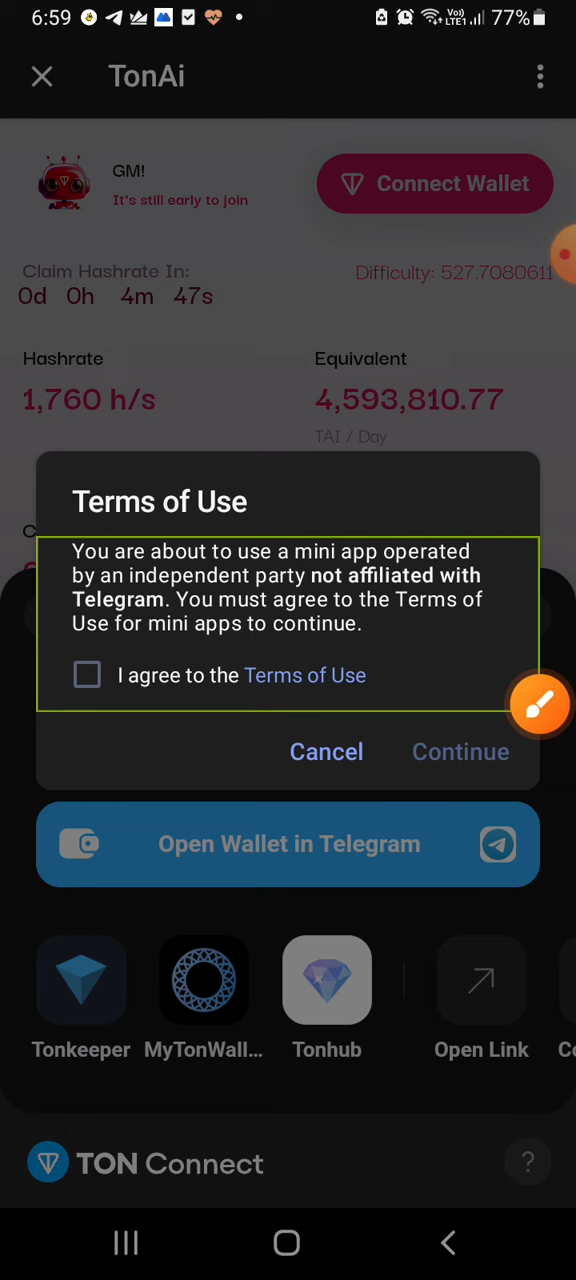 6:59
Vo))
LTE1
77%
TonAi
GM!
It's still early to join
Connect Wallet
Claim Hashrate In:
0d 0h 4m 47s
Difficulty: 527.7080611
Hashrate
Equivalent
1,760 h/s
4,593,810.77
TAI / Day
C
Terms of Use
You are about to use a mini app operated
by an independent party not affiliated with
Telegram. You must agree to the Terms of
Use for mini apps to continue.
I agree to the Terms of Use
Cancel
Continue
Open Wallet in Telegram
Tonkeeper
MyTonWall...
Tonhub
Open Link
Co
TON Connect
?